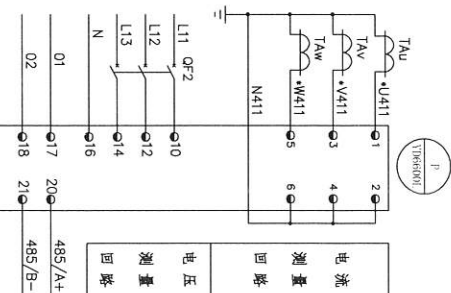 TAu
TAv
TAw
*U411
*V411
*W411
N411
P
YD6600L
1
2
3
4
5
6
QF2
L11
L12
L13
N
10
12
14
16
01
02
17
18
20
21
485/A+
485/B-
电流
测量
回路
电压
测量
回路